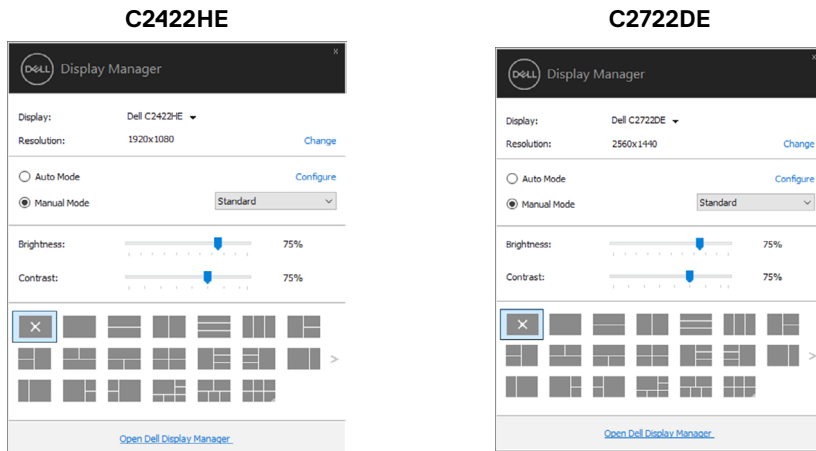 C2422HE
DELL Display Manager
Display: Dell C2422HE
Resolution: 1920x1080 Change
Auto Mode Configure
Manual Mode Standard
Brightness: 75%
Contrast: 75%
Open Dell Display Manager
C2722DE
DELL Display Manager
Display: Dell C2722DE
Resolution: 2560x1440 Change
Auto Mode Configure
Manual Mode Standard
Brightness: 75%
Contrast: 75%
Open Dell Display Manager